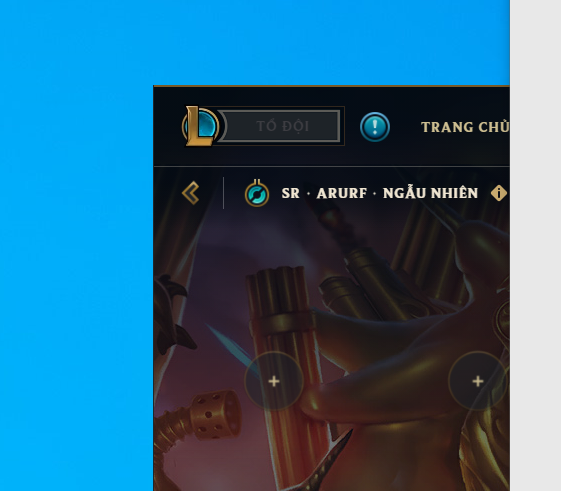 TỔ ĐỘI
TRANG CHỦ
SR · ARURF · NGẪU NHIÊN